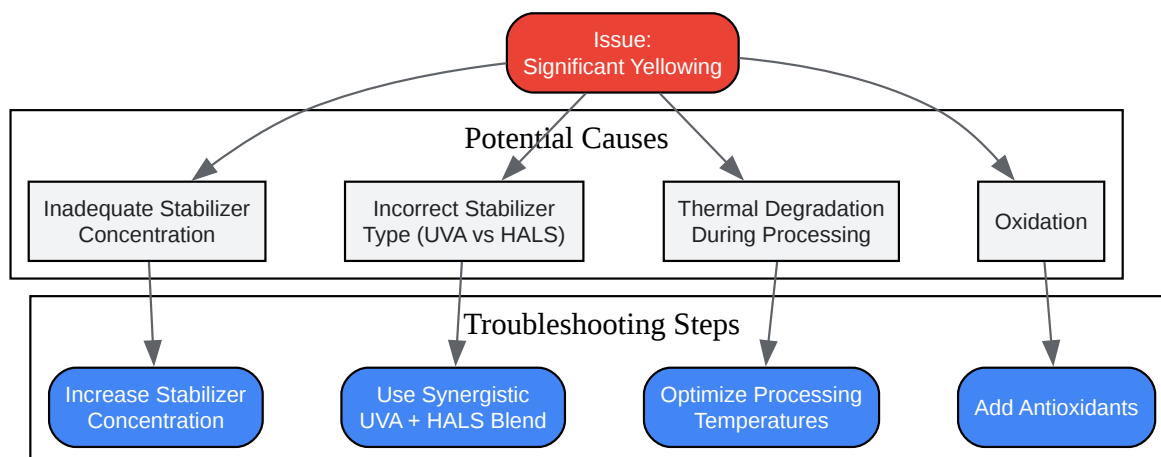 Issue:
Significant Yellowing
Potential Causes
Inadequate Stabilizer
Concentration
Incorrect Stabilizer
Type (UVA vs HALS)
Thermal Degradation
During Processing
Oxidation
Troubleshooting Steps
Increase Stabilizer
Concentration
Use Synergistic
UVA + HALS Blend
Optimize Processing
Temperatures
Add Antioxidants